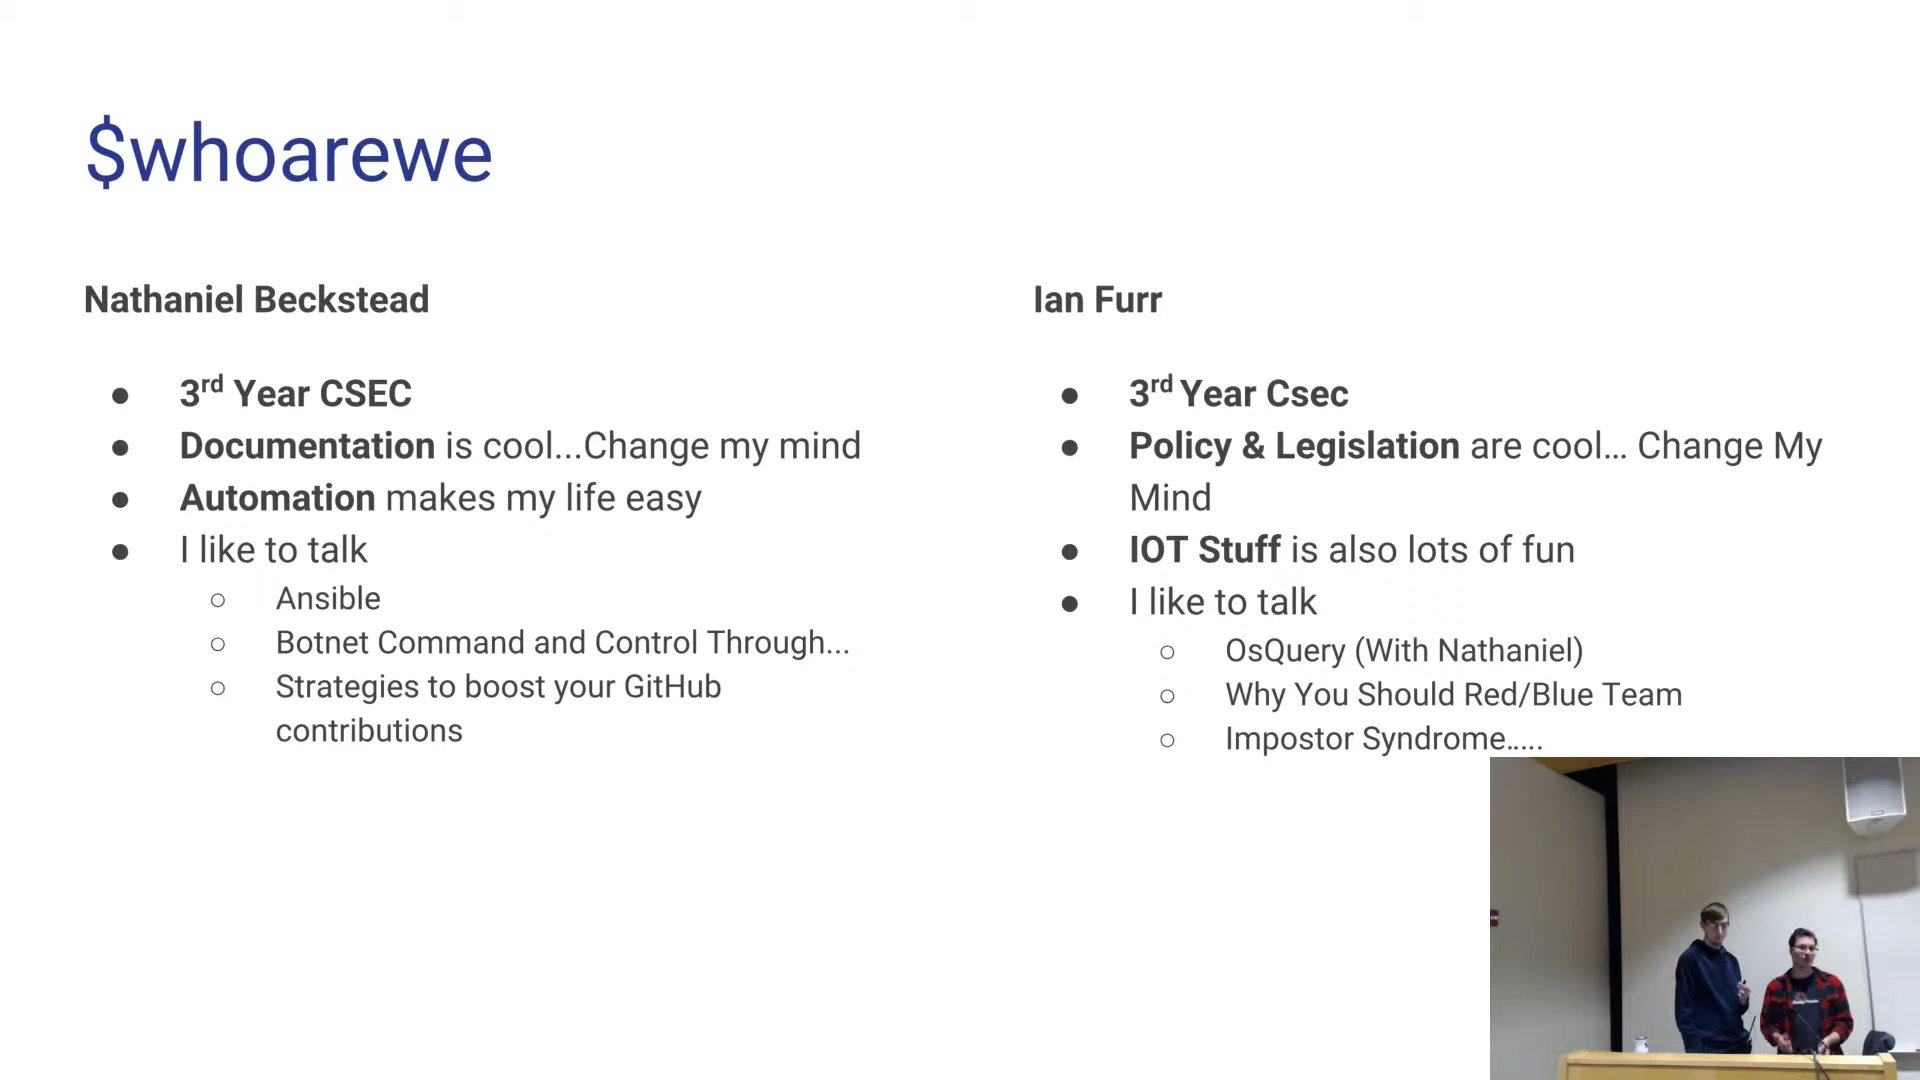 $whoarewe
Nathaniel Beckstead
● 3rd Year CSEC
● Documentation is cool...Change my mind
● Automation makes my life easy
● I like to talk
○ Ansible
○ Botnet Command and Control Through...
○ Strategies to boost your GitHub
contributions
Ian Furr
● 3rd Year Csec
● Policy & Legislation are cool… Change My
Mind
● IOT Stuff is also lots of fun
● I like to talk
○ OsQuery (With Nathaniel)
○ Why You Should Red/Blue Team
○ Impostor Syndrome…..